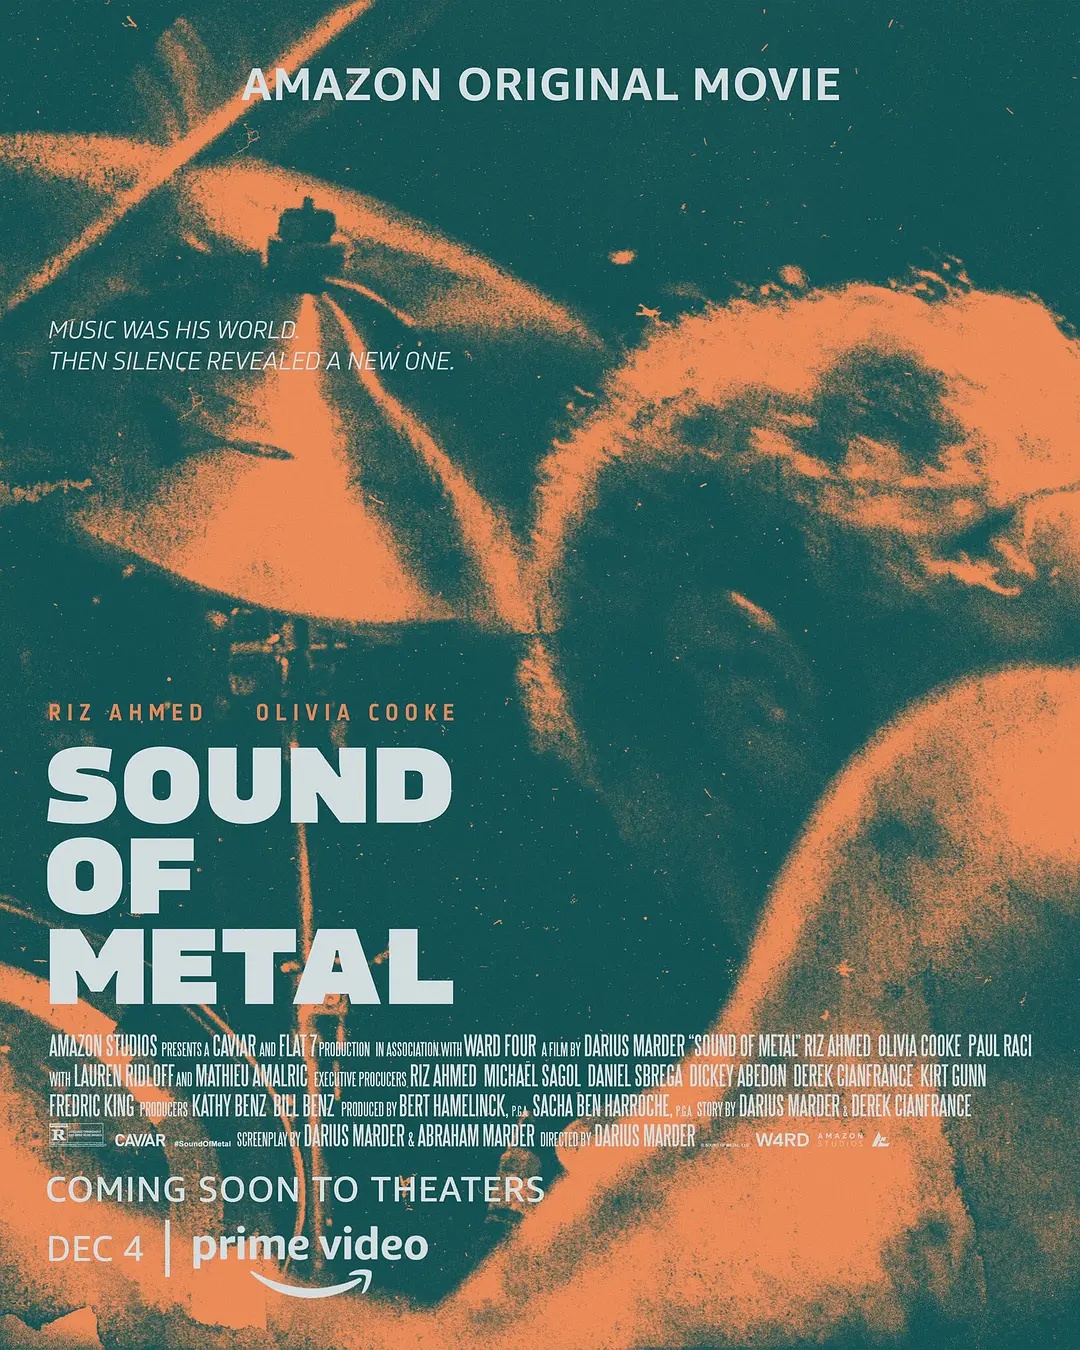 AMAZON ORIGINAL MOVIE
MUSIC WAS HIS WORLD.
THEN SILENCE REVEALED A NEW ONE.
RIZ AHMED OLIVIA COOKE
SOUND
OF
METAL
AMAZON STUDIOS PRESENTS A CAVIAR AND FLAT 7 PRODUCTION IN ASSOCIATION WITH WARD FOUR A FILM BY DARIUS MARDER "SOUND OF METAL" RIZ AHMED OLIVIA COOKE PAUL RACI
WITH LAUREN RIDLOFF AND MATHIEU AMALRIC EXECUTIVE PROCUCERS RIZ AHMED MICHAËL SAGOL DANIEL SBREGA DICKEY ABEDON DEREK CIANFRANCE KIRT GUNN
FREDRIC KING PRODUCERS KATHY BENZ BILL BENZ PRODUCED BY BERT HAMELINCK, P.G.A. SACHA BEN HARROCHE, P.G.A. STORY BY DARIUS MARDER & DEREK CIANFRANCE
R CAVIAR #SoundOfMetal SCREENPLAY BY DARIUS MARDER & ABRAHAM MARDER DIRECTED BY DARIUS MARDER W4RD AMAZON STUDIOS
COMING SOON TO THEATERS
DEC 4 | prime video